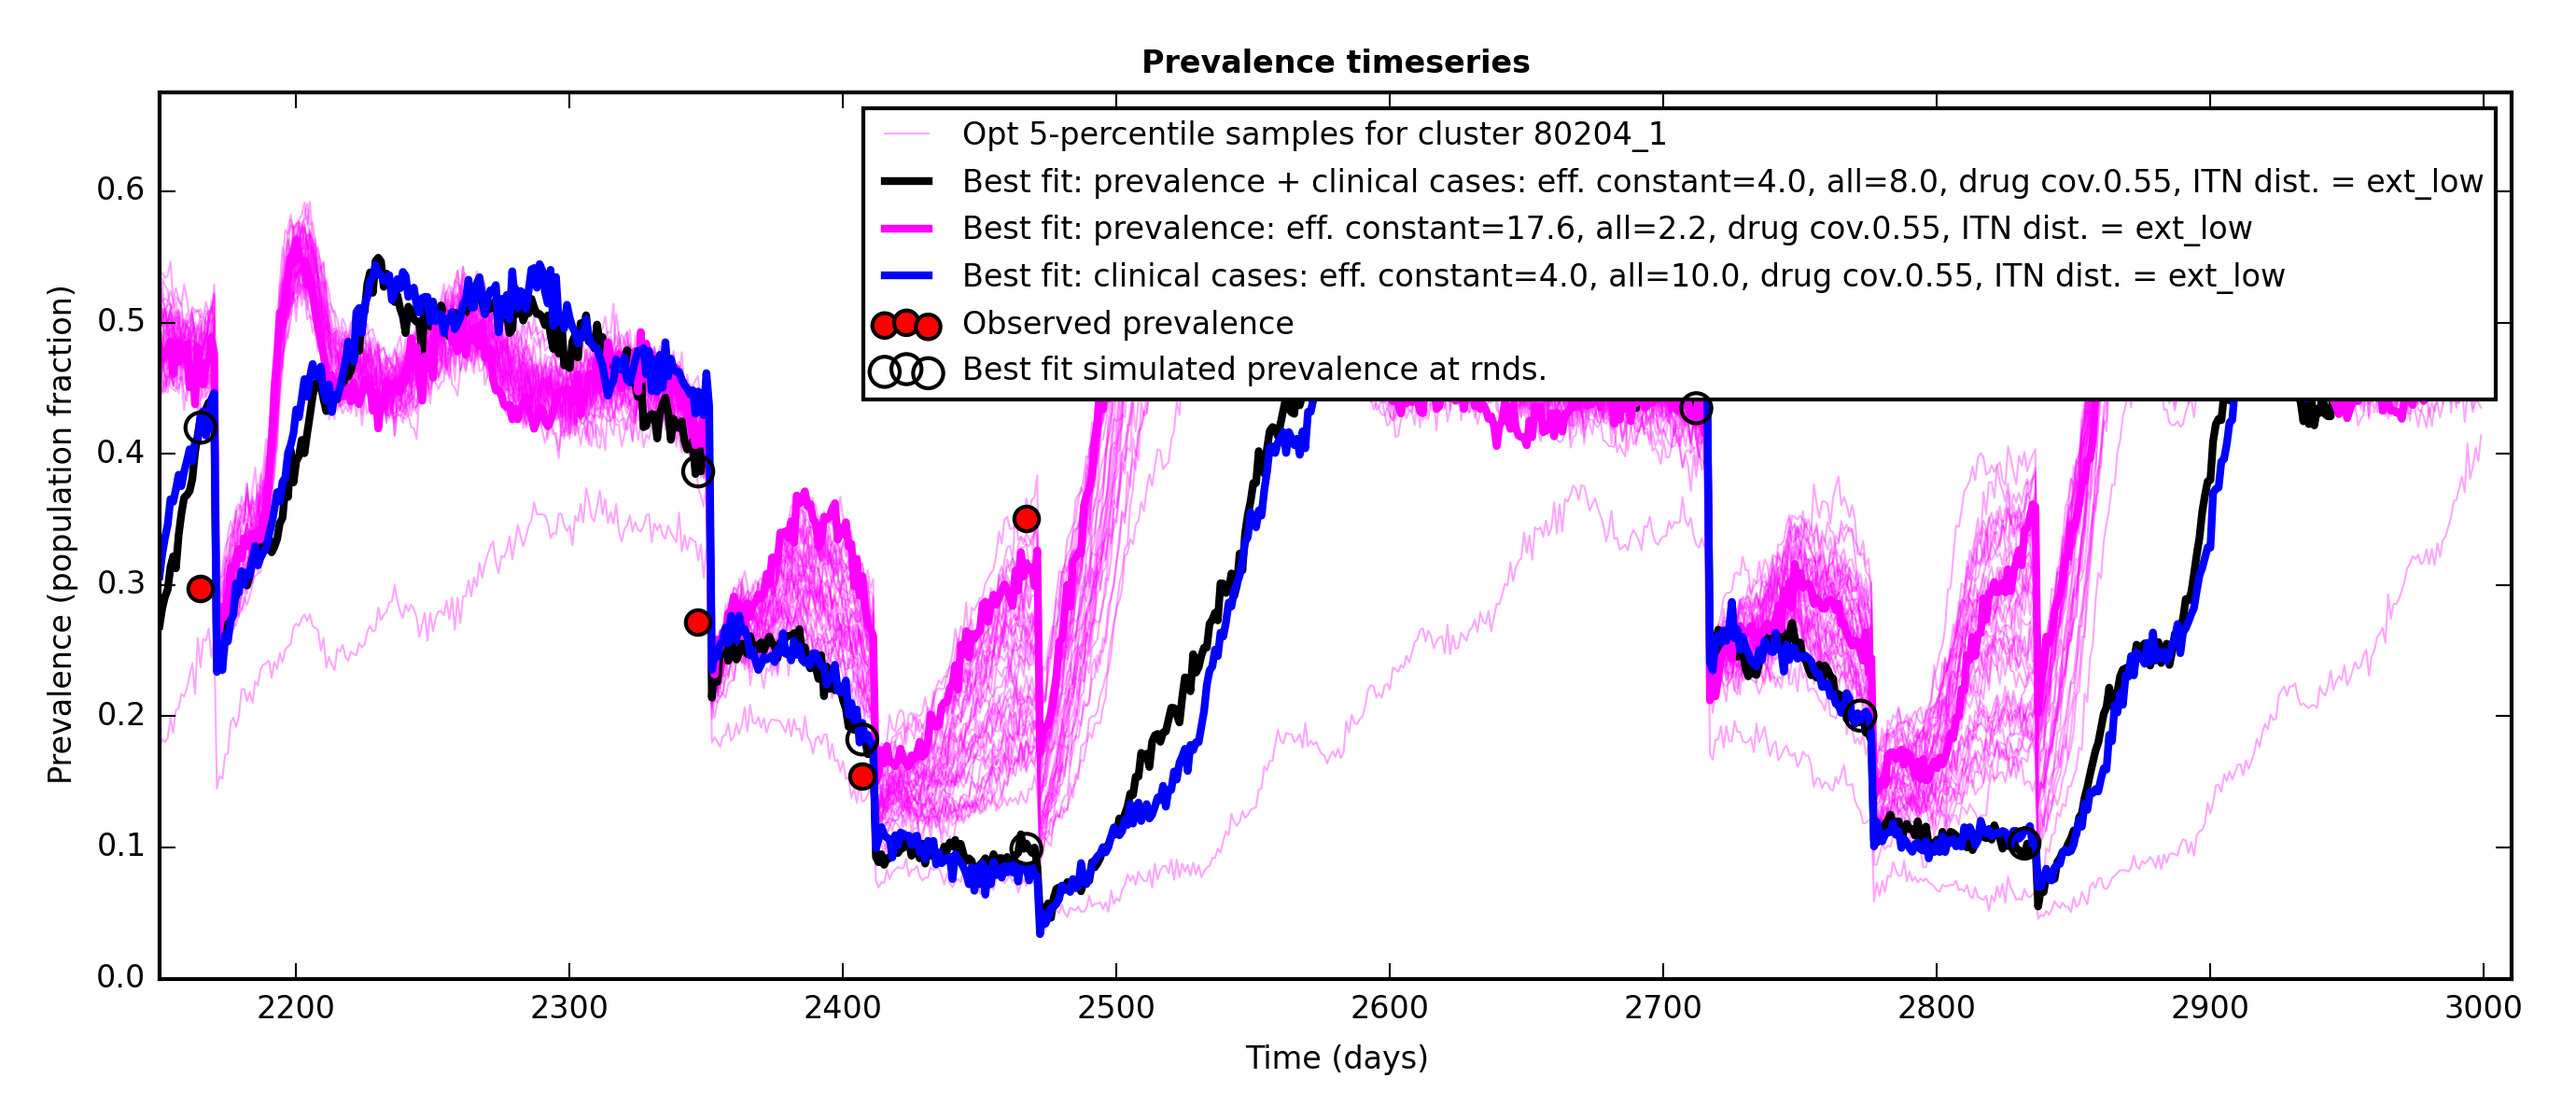 Prevalence timeseries
Opt 5-percentile samples for cluster 80204_1
Best fit: prevalence + clinical cases: eff. constant=4.0, all=8.0, drug cov.0.55, ITN dist. = ext_low
Best fit: prevalence: eff. constant=17.6, all=2.2, drug cov.0.55, ITN dist. = ext_low
Best fit: clinical cases: eff. constant=4.0, all=10.0, drug cov.0.55, ITN dist. = ext_low
Observed prevalence
Best fit simulated prevalence at rnds.
Prevalence (population fraction)
0.6
0.5
0.4
0.3
0.2
0.1
0.0
2200 2300 2400 2500 2600 2700 2800 2900 3000
Time (days)